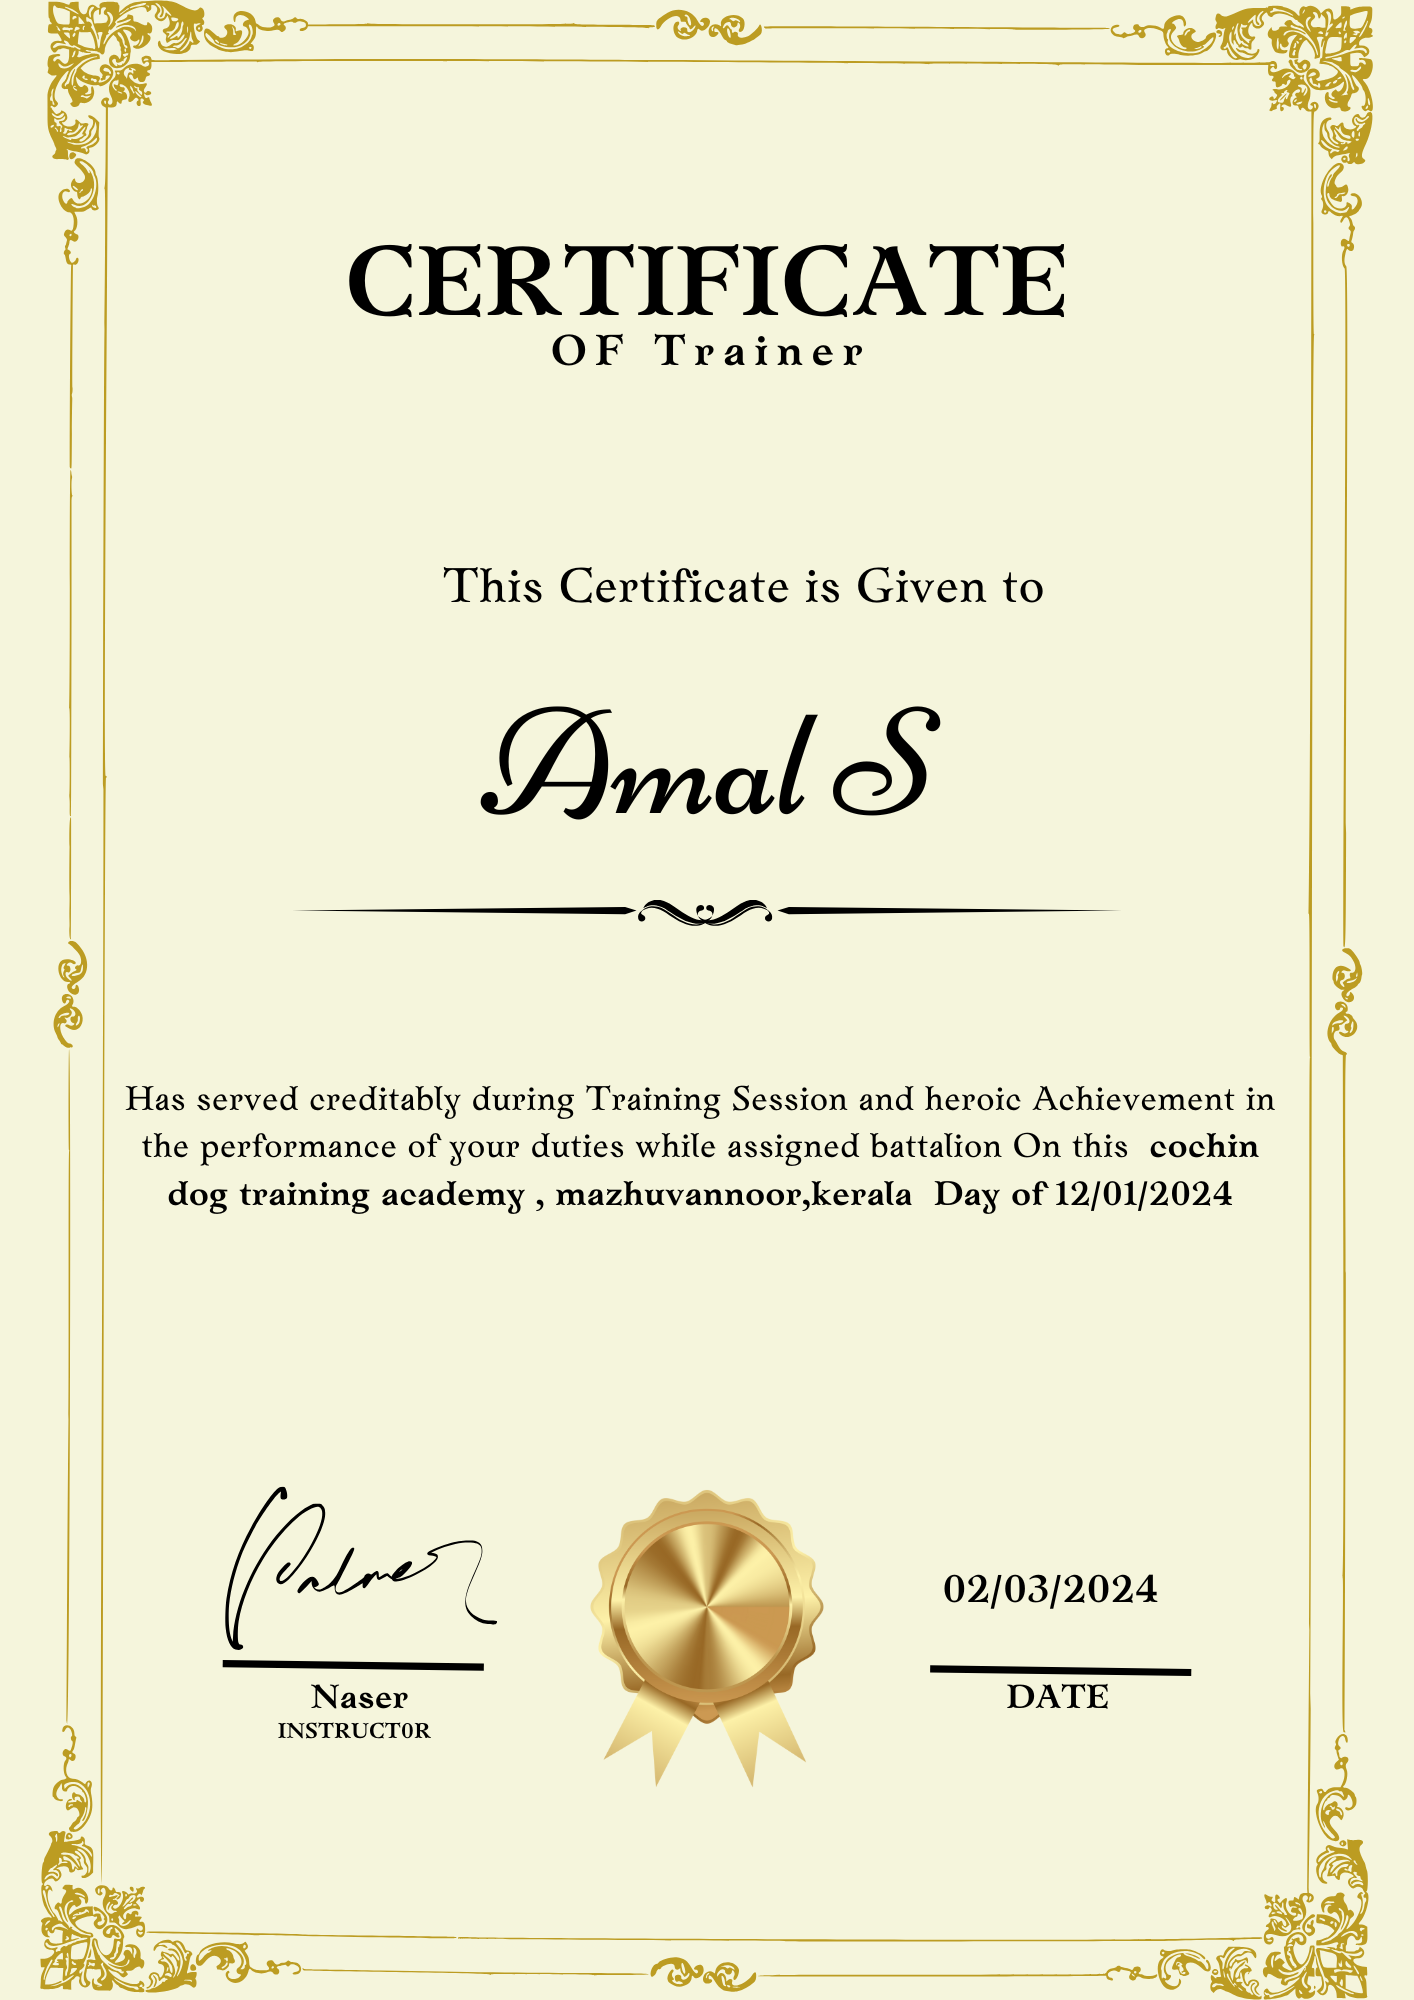 CERTIFICATE
OF Trainer
This Certificate is Given to
Amal S
Has served creditably during Training Session and heroic Achievement in
the performance of your duties while assigned battalion On this cochin
dog training academy , mazhuvannoor,kerala Day of 12/01/2024
Palmer
02/03/2024
Naser
DATE
INSTRUCT0R